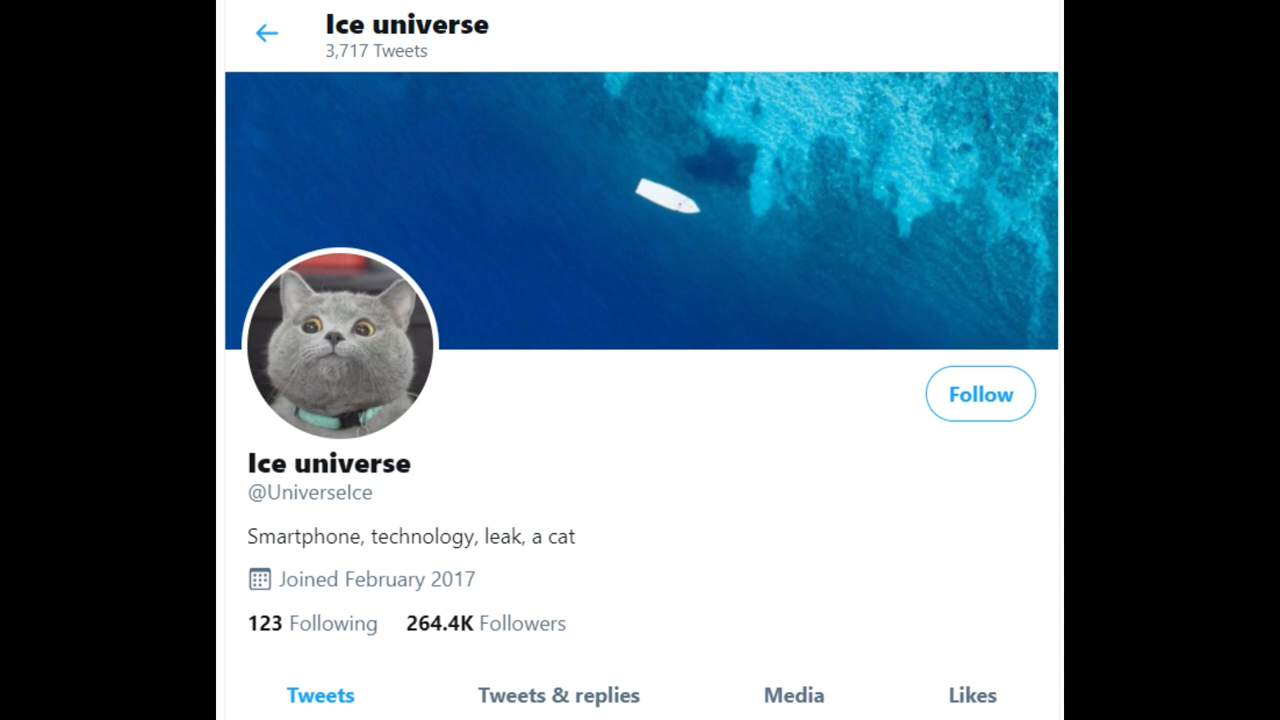 Ice universe
3,717 Tweets
Follow
Ice universe
@UniverseIce
Smartphone, technology, leak, a cat
Joined February 2017
123 Following 264.4K Followers
Tweets Tweets & replies Media Likes